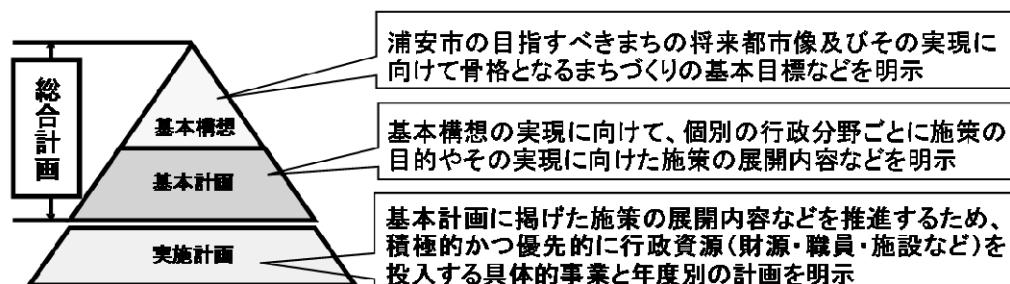 総合計画
基本構想
浦安市の目指すべきまちの将来都市像及びその実現に
向けて骨格となるまちづくりの基本目標などを明示
基本計画
基本構想の実現に向けて、個別の行政分野ごとに施策の
目的やその実現に向けた施策の展開内容などを明示
実施計画
基本計画に掲げた施策の展開内容などを推進するため、
積極的かつ優先的に行政資源(財源・職員・施設など)を
投入する具体的事業と年度別の計画を明示